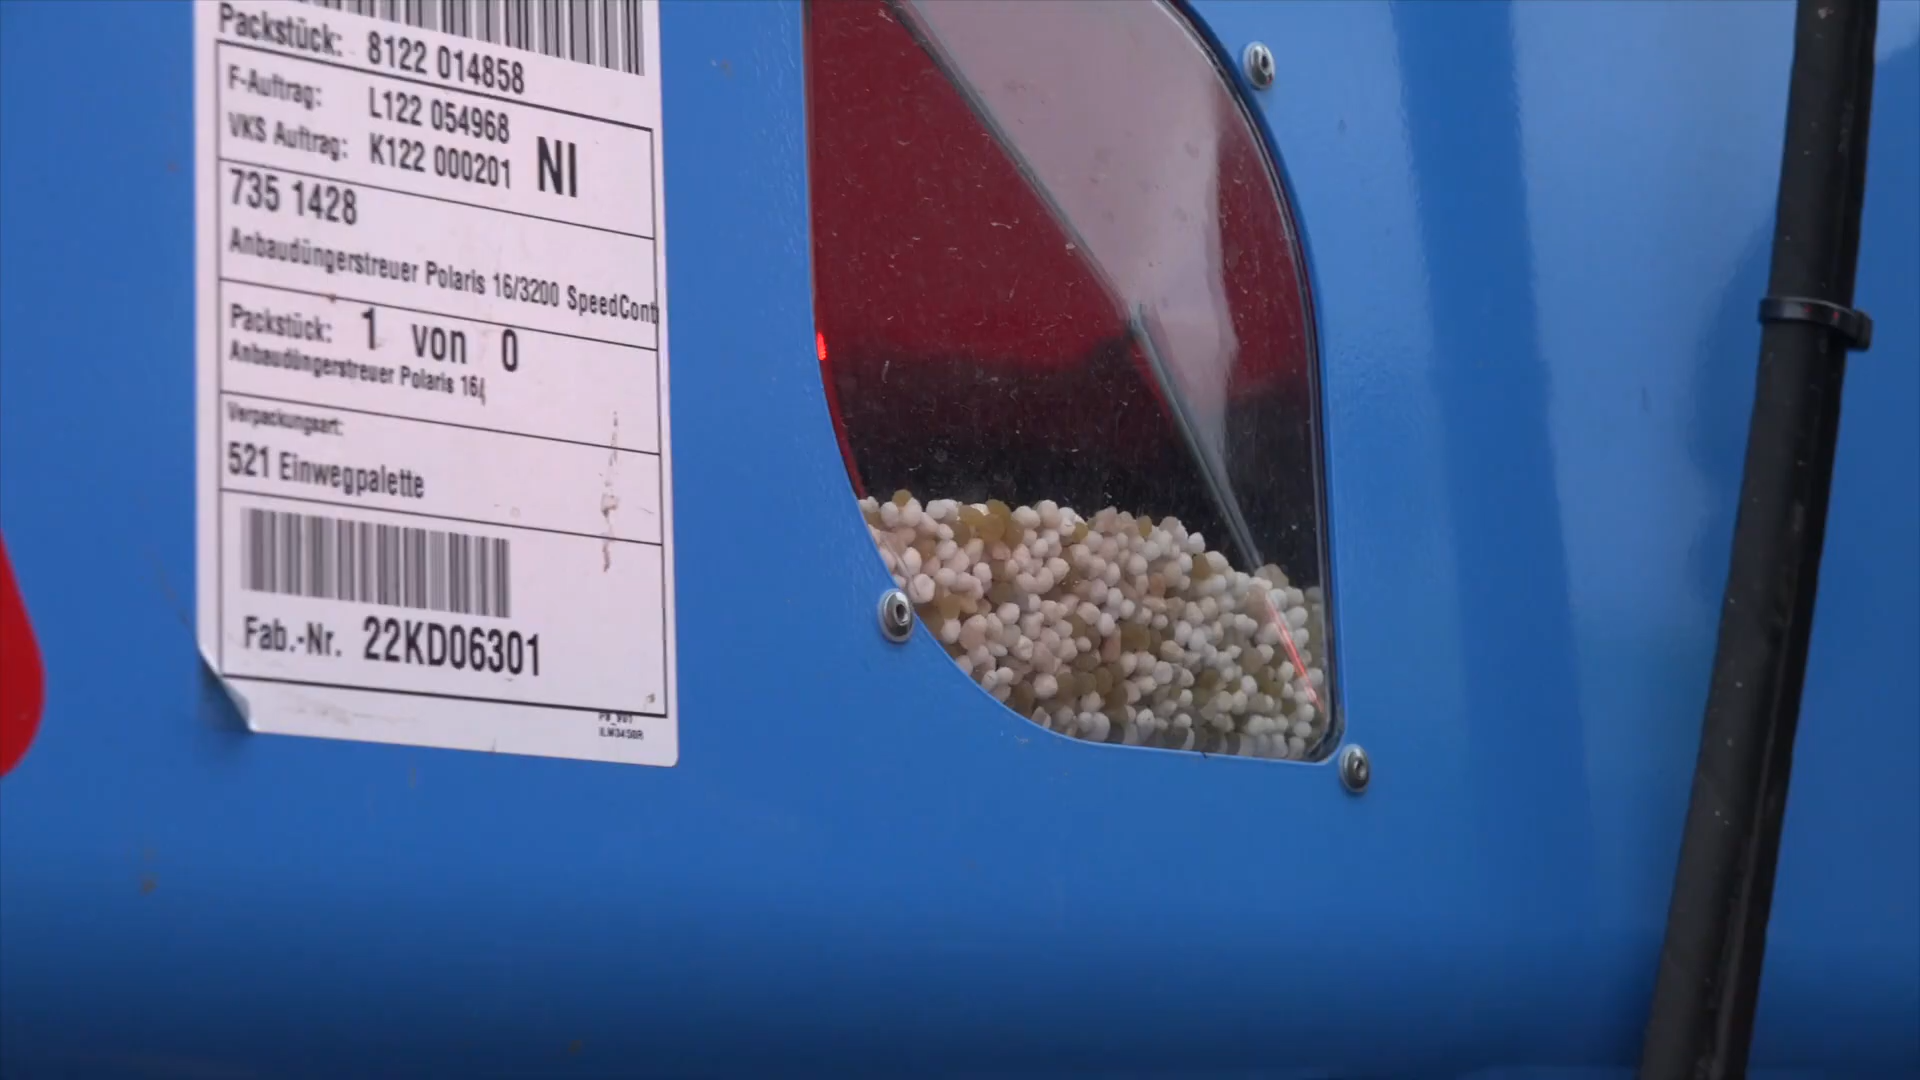 Packstück: 8122 014858
F-Auftrag: L122 054968
VKS Auftrag: K122 000201 NI
735 1428
Anbaudüngerstreuer Polaris 16/3200 SpeedCont
Packstück: 1 von 0
Anbaudüngerstreuer Polaris 16/
Verpackungsart:
521 Einwegpalette
Fab.-Nr. 22KD06301